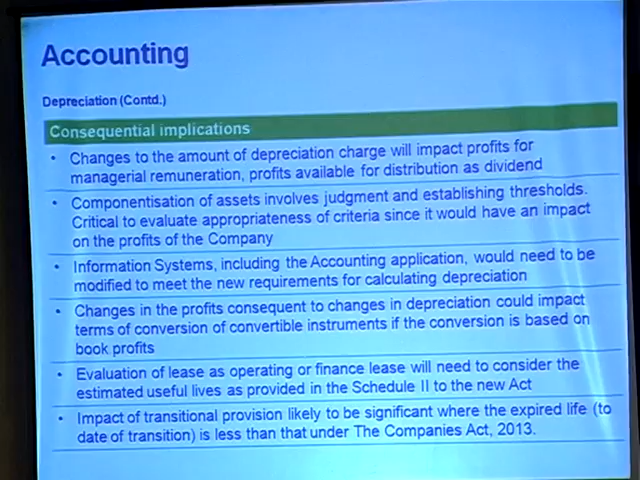 Accounting
Depreciation (Contd.)
Consequential implications
• Changes to the amount of depreciation charge will impact profits for
managerial remuneration, profits available for distribution as dividend
• Componentisation of assets involves judgment and establishing thresholds.
Critical to evaluate appropriateness of criteria since it would have an impact
on the profits of the Company
• Information Systems, including the Accounting application, would need to be
modified to meet the new requirements for calculating depreciation
• Changes in the profits consequent to changes in depreciation could impact
terms of conversion of convertible instruments if the conversion is based on
book profits
• Evaluation of lease as operating or finance lease will need to consider the
estimated useful lives as provided in the Schedule II to the new Act
• Impact of transitional provision likely to be significant where the expired life (to
date of transition) is less than that under The Companies Act, 2013.